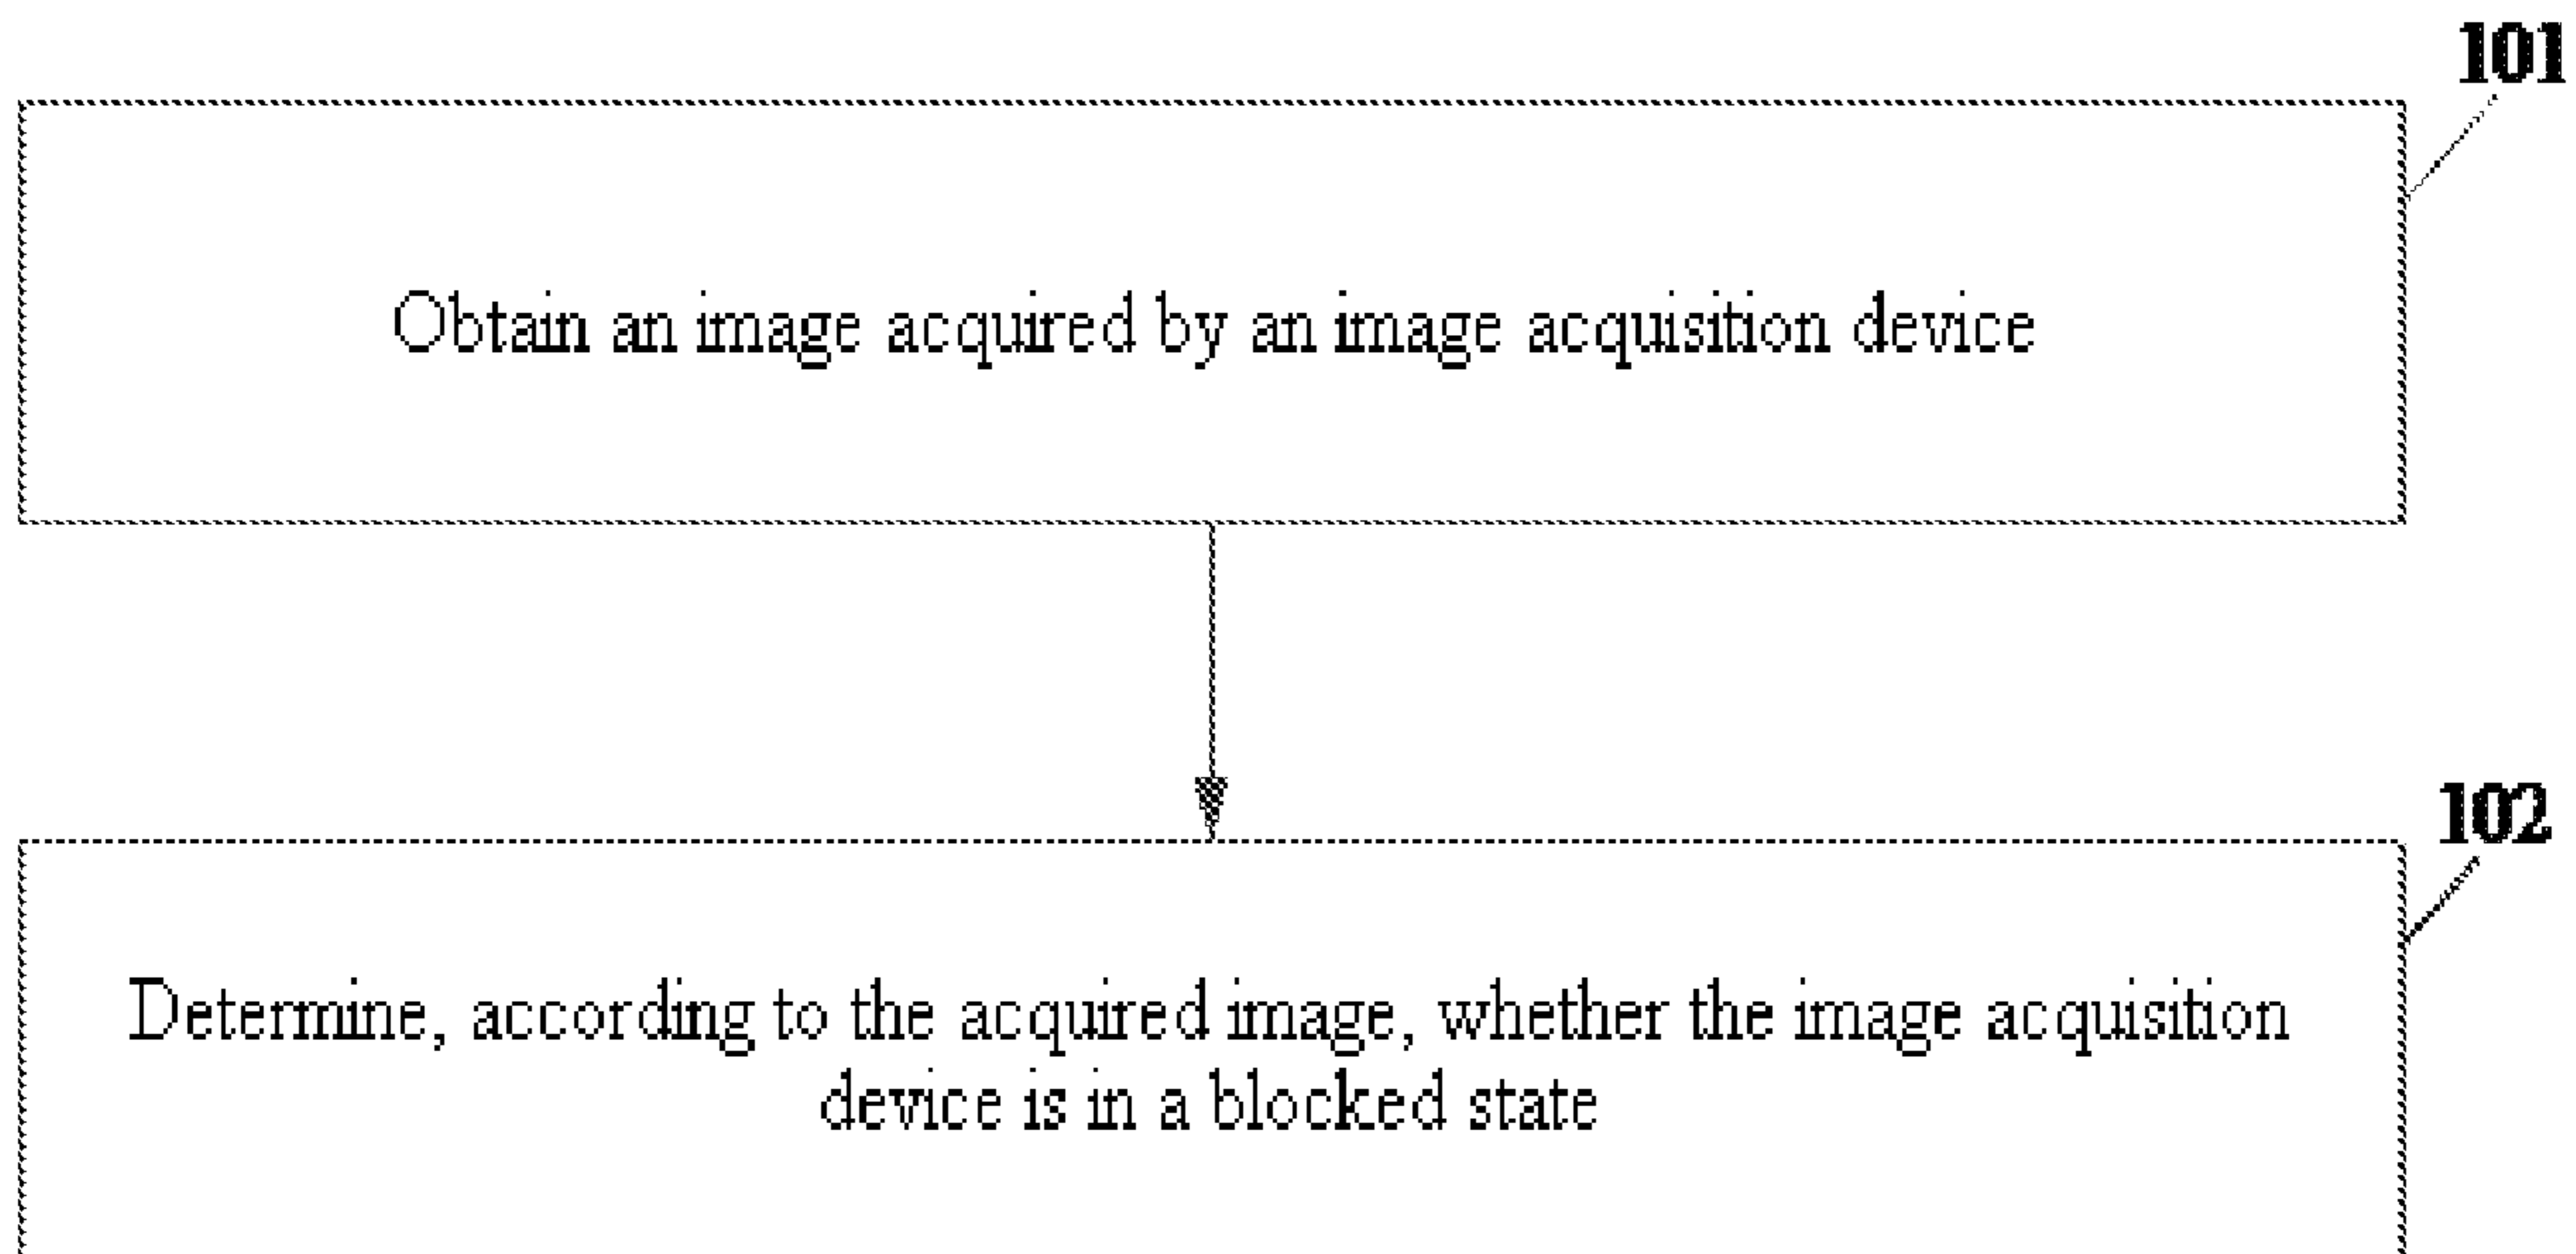 101
Obtain an image acquired by an image acquisition device
102
Determine, according to the acquired image, whether the image acquisition
device is in a blocked state